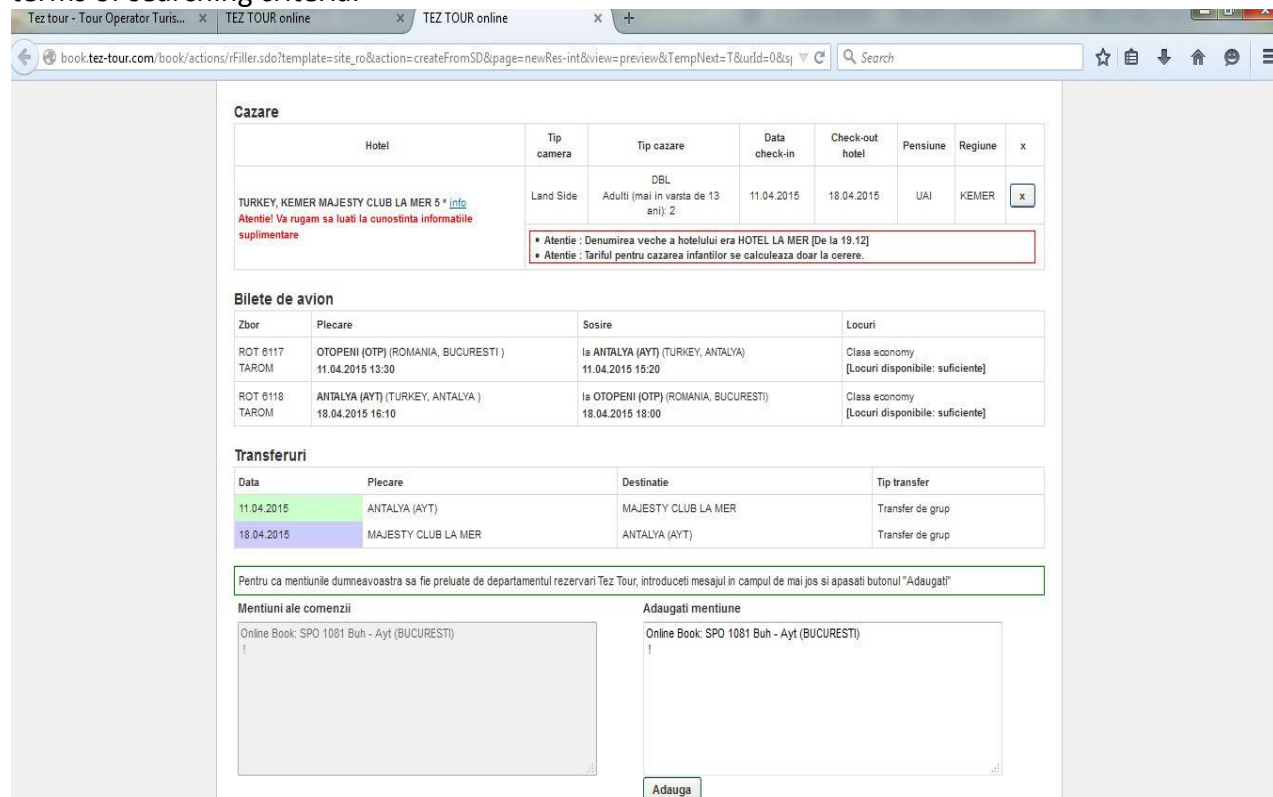 terms of searching criteria.
Tez tour - Tour Operator Turis... x TEZ TOUR online x TEZ TOUR online x +
book.tez-tour.com/book/actions/rFiller.sdo?template=site_ro&action=createFromSD&page=newRes-int&view=preview&TempNext=T&urId=0&s Search
Cazare
Hotel Tip camera Tip cazare Data check-in Check-out hotel Pensiune Regiune x
TURKEY, KEMER MAJESTY CLUB LA MER 5 * info
Atentie! Va rugam sa luati la cunostinta informatiile
suplimentare
Land Side DBL Adulti (mai in varsta de 13 ani): 2 11.04.2015 18.04.2015 UAI KEMER x
• Atentie : Denumirea veche a hotelului era HOTEL LA MER [De la 19.12]
• Atentie : Tariful pentru cazarea infantilor se calculeaza doar la cerere.
Bilete de avion
Zbor Plecare Sosire Locuri
ROT 6117 OTOPENI (OTP) (ROMANIA, BUCURESTI ) la ANTALYA (AYT) (TURKEY, ANTALYA) Clasa economy
TAROM 11.04.2015 13:30 11.04.2015 15:20 [Locuri disponibile: suficiente]
ROT 6118 ANTALYA (AYT) (TURKEY, ANTALYA ) la OTOPENI (OTP) (ROMANIA, BUCURESTI) Clasa economy
TAROM 18.04.2015 16:10 18.04.2015 18:00 [Locuri disponibile: suficiente]
Transferuri
Data Plecare Destinatie Tip transfer
11.04.2015 ANTALYA (AYT) MAJESTY CLUB LA MER Transfer de grup
18.04.2015 MAJESTY CLUB LA MER ANTALYA (AYT) Transfer de grup
Pentru ca mentiunile dumneavoastra sa fie preluate de departamentul rezervari Tez Tour, introduceti mesajul in campul de mai jos si apasati butonul "Adaugati"
Mentiuni ale comenzii Adaugati mentiune
Online Book: SPO 1081 Buh - Ayt (BUCURESTI) Online Book: SPO 1081 Buh - Ayt (BUCURESTI)
! !
Adauga